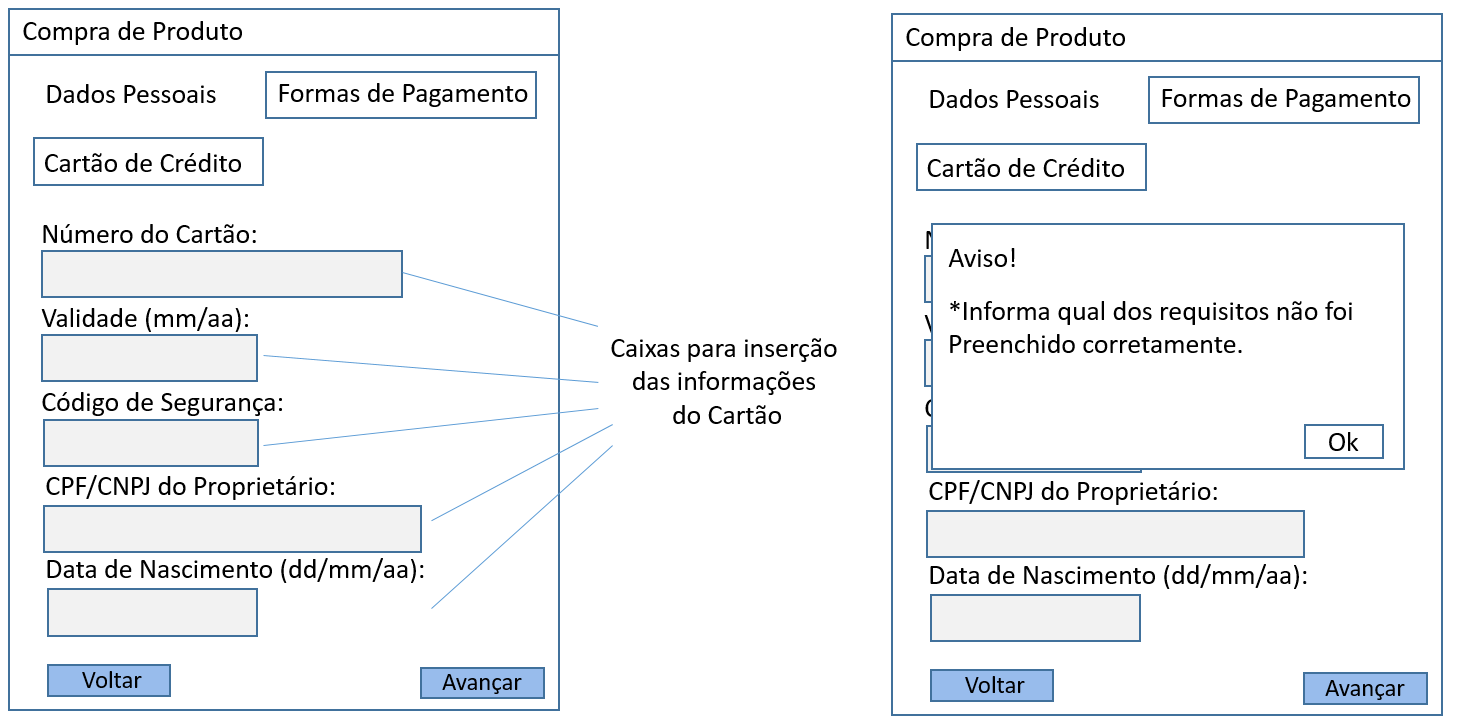 Compra de Produto
Dados Pessoais
Formas de Pagamento
Cartão de Crédito
Número do Cartão:
Validade (mm/aa):
Código de Segurança:
CPF/CNPJ do Proprietário:
Data de Nascimento (dd/mm/aa):
Voltar
Avançar
Caixas para inserção
das informações
do Cartão
Compra de Produto
Dados Pessoais
Formas de Pagamento
Cartão de Crédito
Aviso!
*Informa qual dos requisitos não foi
Preenchido corretamente.
Ok
CPF/CNPJ do Proprietário:
Data de Nascimento (dd/mm/aa):
Voltar
Avançar